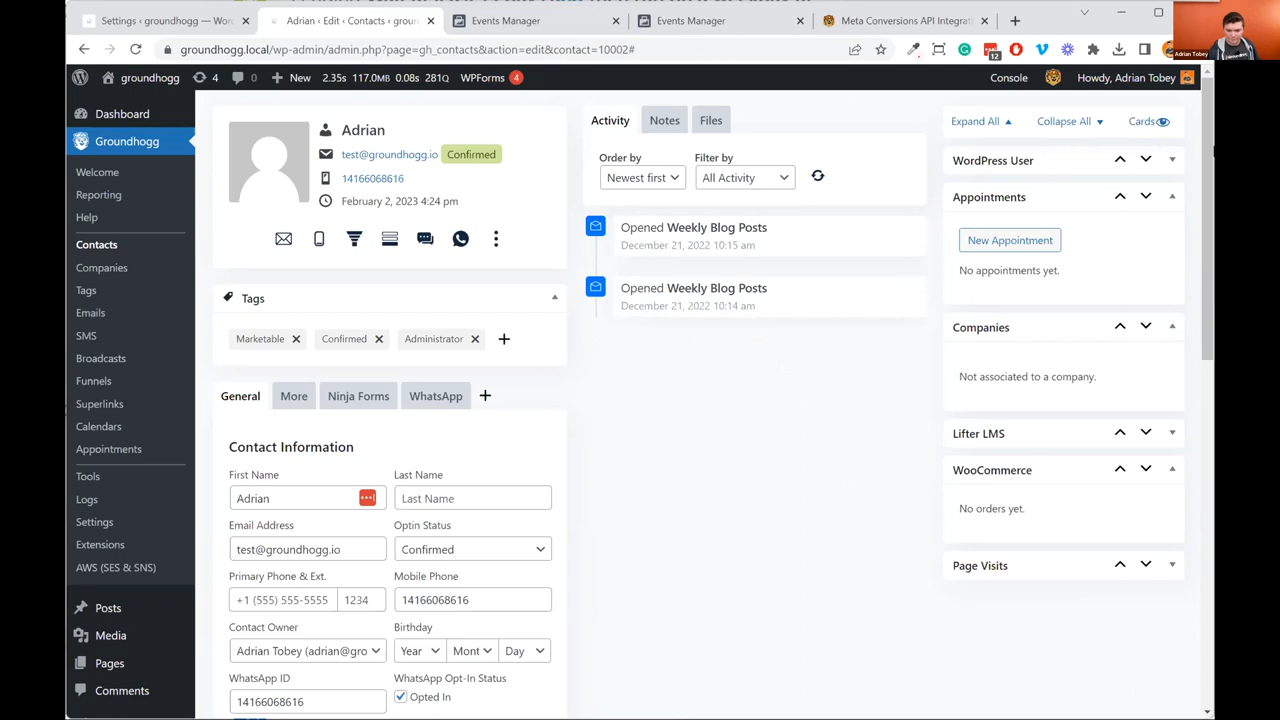 Settings ‹ groundhogg — Wor
Adrian ‹ Edit ‹ Contacts ‹ groun
Events Manager
Events Manager
Meta Conversions API Integrat
Adrian Tobey
groundhogg.local/wp-admin/admin.php?page=gh_contacts&action=edit&contact=10002#
12
groundhogg
4
0
New
2.35s 117.0MB 0.08s 281Q
WPForms 4
Console
Howdy, Adrian Tobey
Dashboard
Groundhogg
Welcome
Reporting
Help
Contacts
Companies
Tags
Emails
SMS
Broadcasts
Funnels
Superlinks
Calendars
Appointments
Tools
Logs
Settings
Extensions
AWS (SES & SNS)
Posts
Media
Pages
Comments
Adrian
test@groundhogg.io Confirmed
14166068616
February 2, 2023 4:24 pm
Tags
Marketable
Confirmed
Administrator
General
More
Ninja Forms
WhatsApp
Contact Information
First Name
Last Name
Adrian
Last Name
Email Address
Optin Status
test@groundhogg.io
Confirmed
Primary Phone & Ext.
Mobile Phone
+1 (555) 555-5555
1234
14166068616
Contact Owner
Birthday
Adrian Tobey (adrian@gro
Year
Mont
Day
WhatsApp ID
WhatsApp Opt-In Status
14166068616
Opted In
Activity
Notes
Files
Order by
Filter by
Newest first
All Activity
Opened Weekly Blog Posts
December 21, 2022 10:15 am
Opened Weekly Blog Posts
December 21, 2022 10:14 am
Expand All
Collapse All
Cards
WordPress User
Appointments
New Appointment
No appointments yet.
Companies
Not associated to a company.
Lifter LMS
WooCommerce
No orders yet.
Page Visits